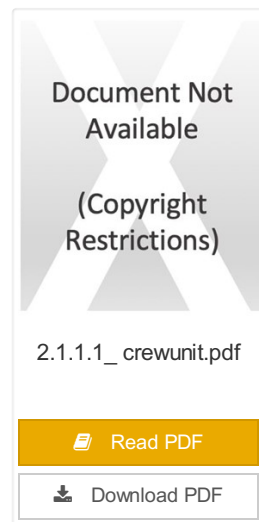 Document Not
Available
(Copyright
Restrictions)
2.1.1.1_ crewunit.pdf
Read PDF
Download PDF